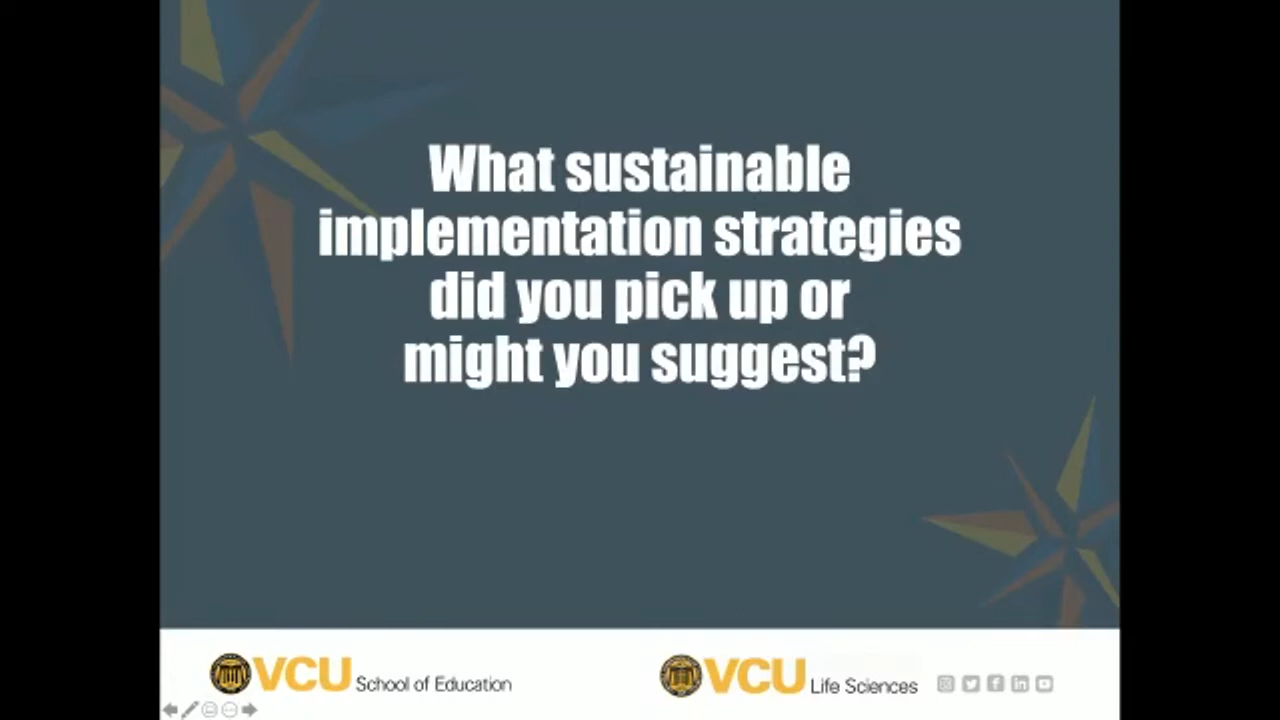 What sustainable
implementation strategies
did you pick up or
might you suggest?
VCU School of Education
VCU Life Sciences